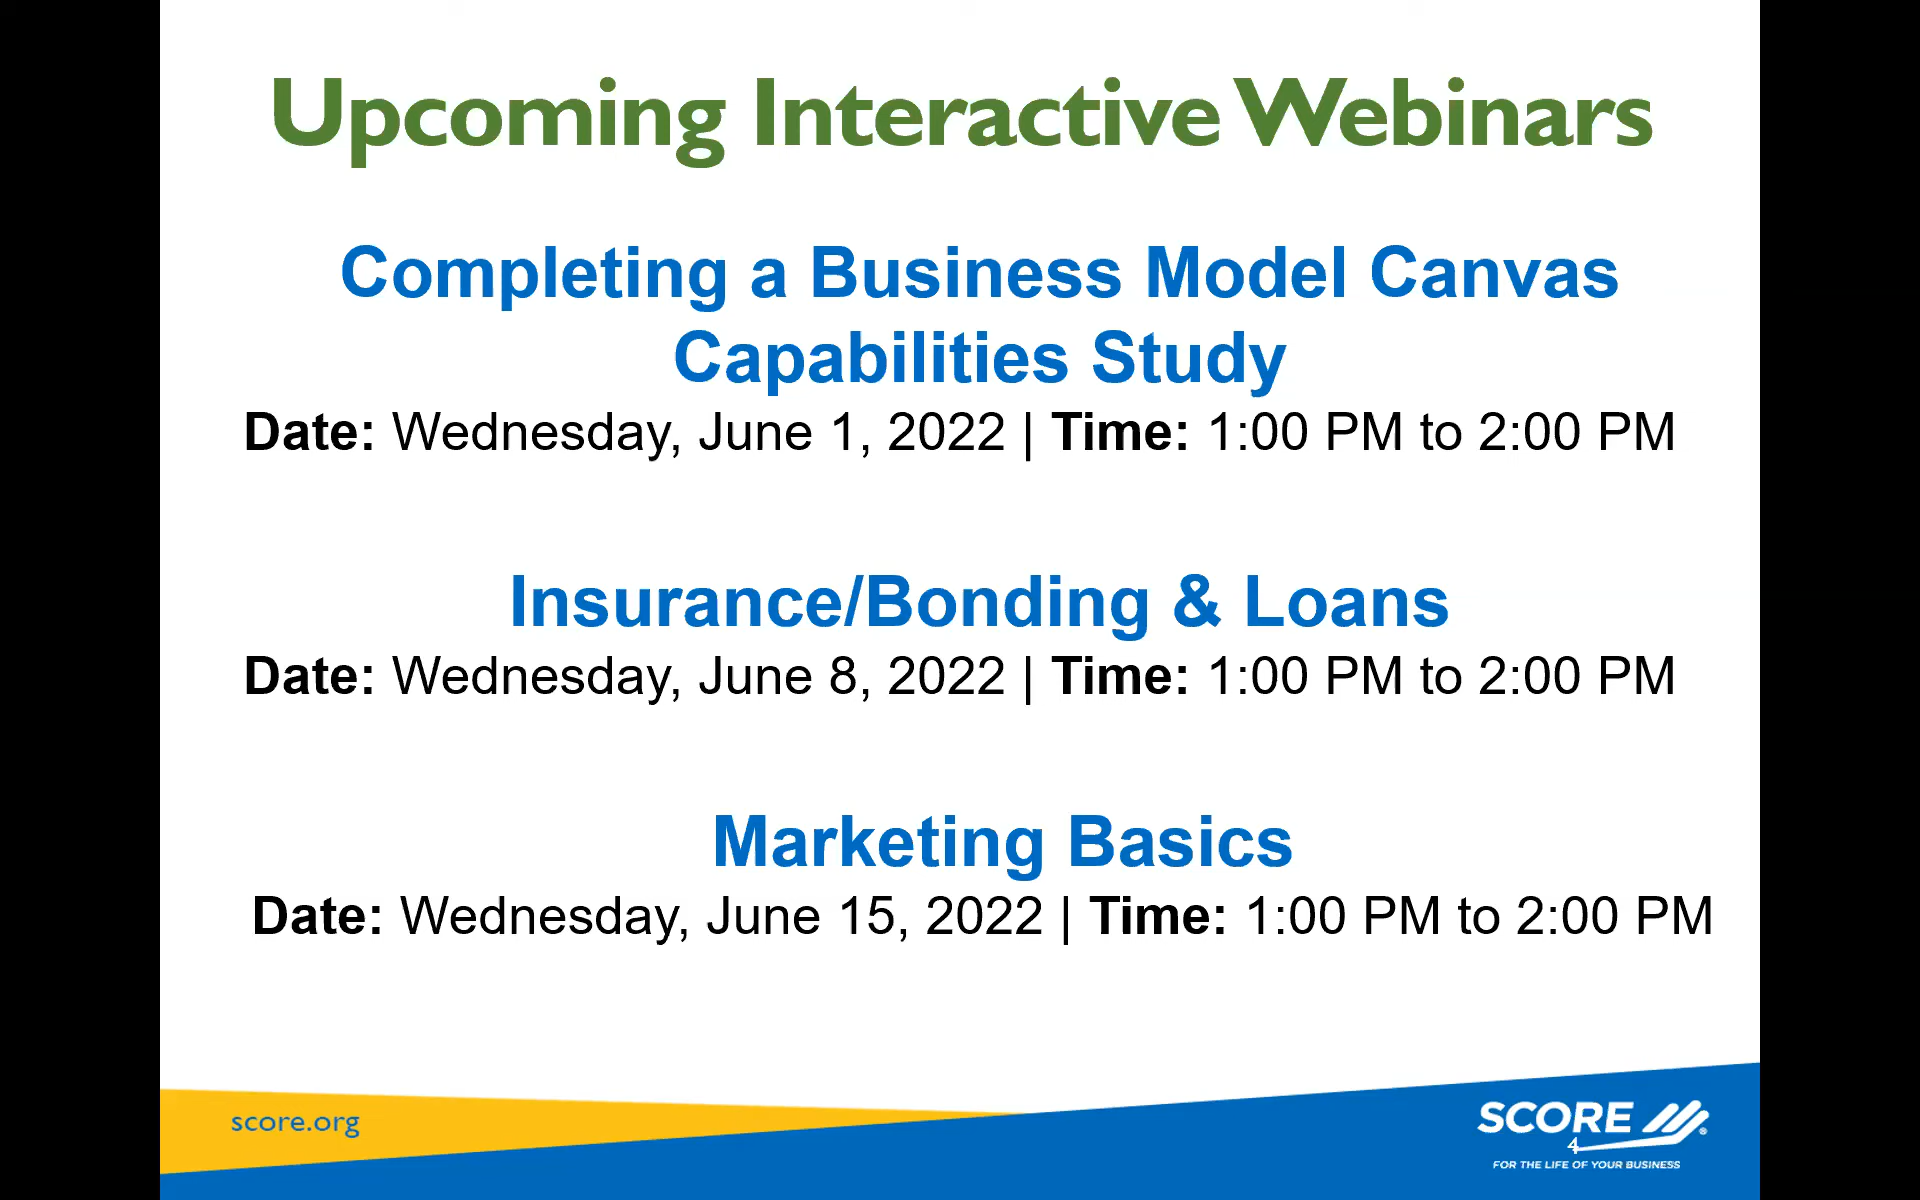 Upcoming Interactive Webinars
Completing a Business Model Canvas
Capabilities Study
Date: Wednesday, June 1, 2022 | Time: 1:00 PM to 2:00 PM
Insurance/Bonding & Loans
Date: Wednesday, June 8, 2022 | Time: 1:00 PM to 2:00 PM
Marketing Basics
Date: Wednesday, June 15, 2022 | Time: 1:00 PM to 2:00 PM
score.org
SCORE ®
4
FOR THE LIFE OF YOUR BUSINESS